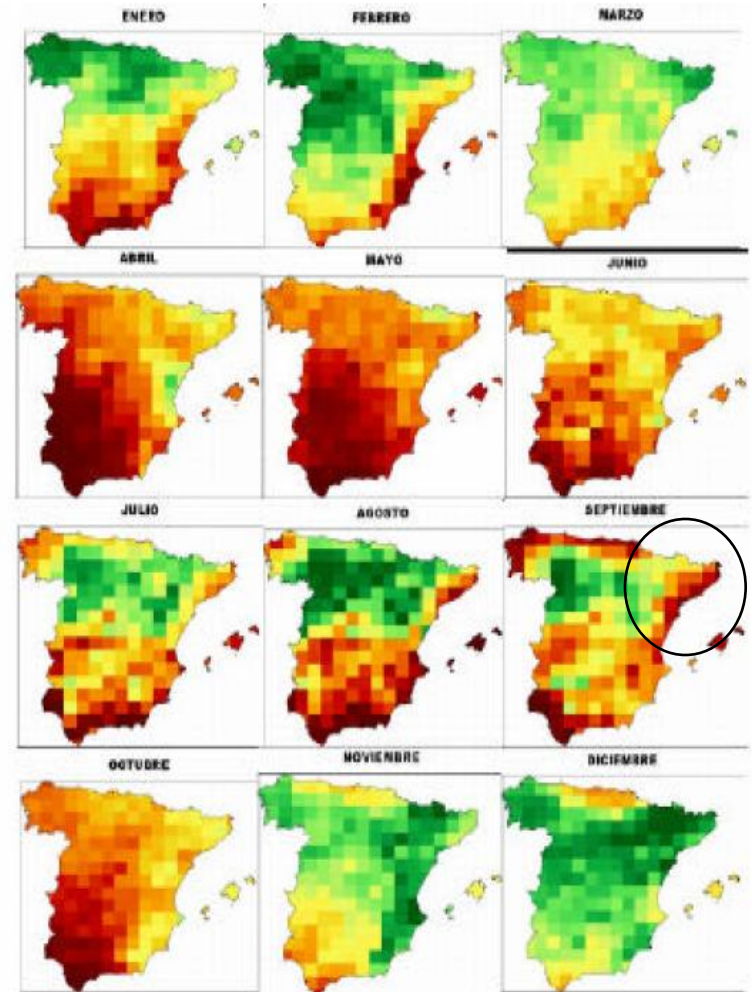 ENERO
FEBRERO
MARZO
ABRIL
MAYO
JUNIO
JULIO
AGOSTO
SEPTIEMBRE
OCTUBRE
NOVIEMBRE
DICIEMBRE